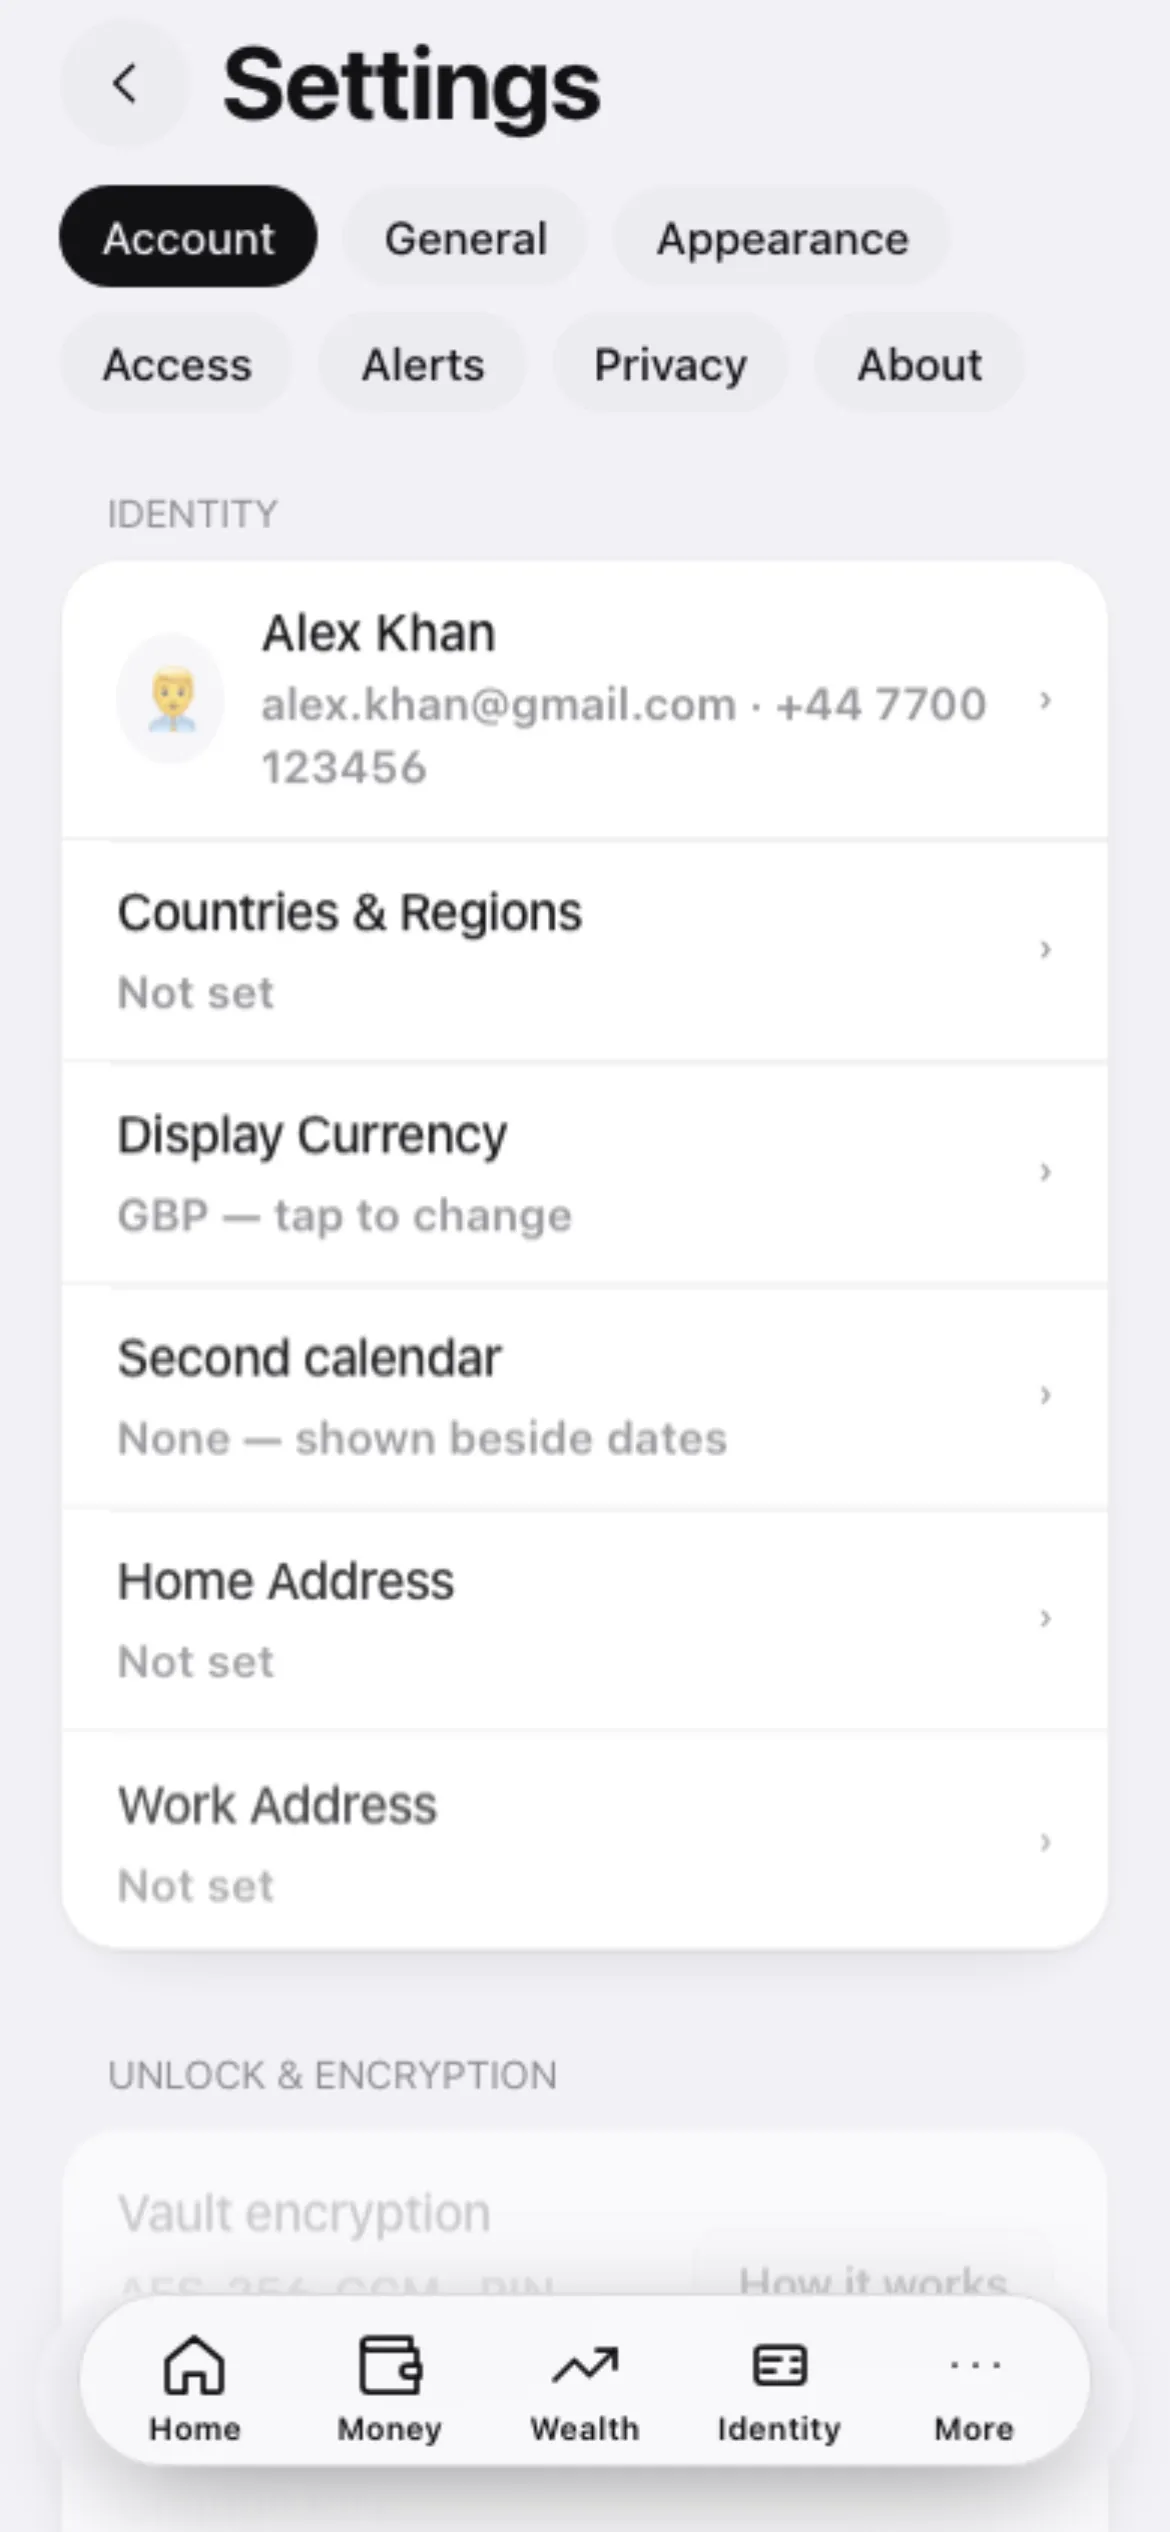 Settings
Account General Appearance
Access Alerts Privacy About
IDENTITY
Alex Khan
alex.khan@gmail.com · +44 7700
123456
Countries & Regions
Not set
Display Currency
GBP — tap to change
Second calendar
None — shown beside dates
Home Address
Not set
Work Address
Not set
UNLOCK & ENCRYPTION
Vault encryption
How it works
Home Money Wealth Identity More